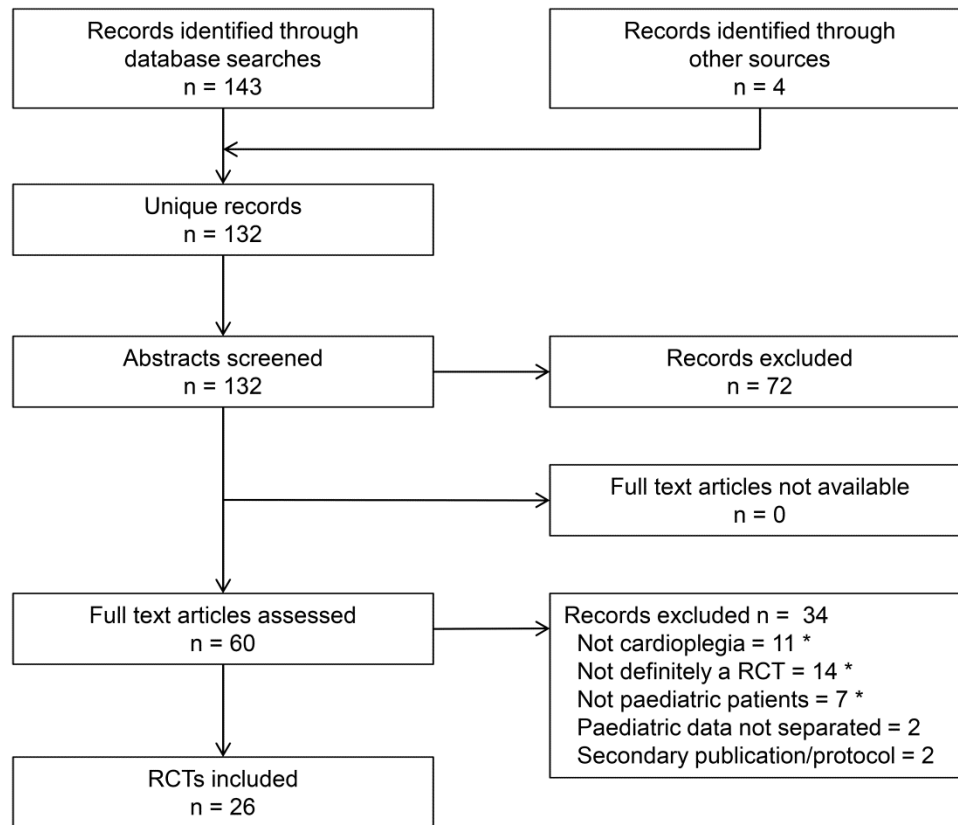 Records identified through
database searches
n = 143
Records identified through
other sources
n = 4
Unique records
n = 132
Abstracts screened
n = 132
Records excluded
n = 72
Full text articles not available
n = 0
Full text articles assessed
n = 60
Records excluded n =  34
Not cardioplegia = 11 *
Not definitely a RCT = 14 *
Not paediatric patients = 7 *
Paediatric data not separated = 2
Secondary publication/protocol = 2
RCTs included
n = 26